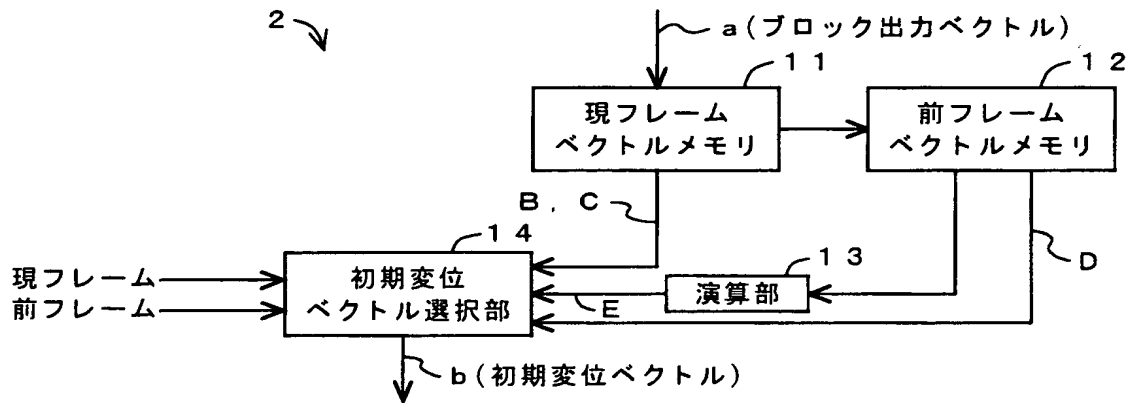 2
a(ブロック出力ベクトル)
11
12
現フレーム
ベクトルメモリ
前フレーム
ベクトルメモリ
B, C
14
13
D
現フレーム
前フレーム
初期変位
ベクトル選択部
E
演算部
b(初期変位ベクトル)